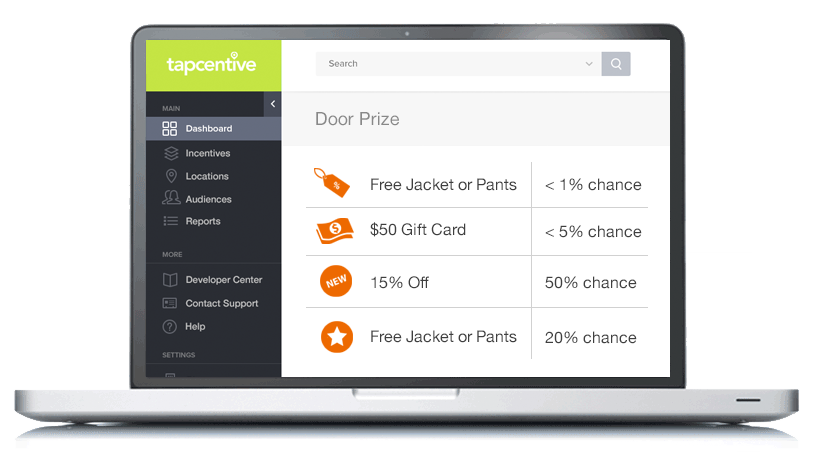 tapcentive
Search
MAIN
Dashboard
Incentives
Locations
Audiences
Reports
MORE
Developer Center
Contact Support
Help
SETTINGS
Door Prize
% Free Jacket or Pants < 1% chance
$ $50 Gift Card < 5% chance
NEW 15% Off 50% chance
Free Jacket or Pants 20% chance